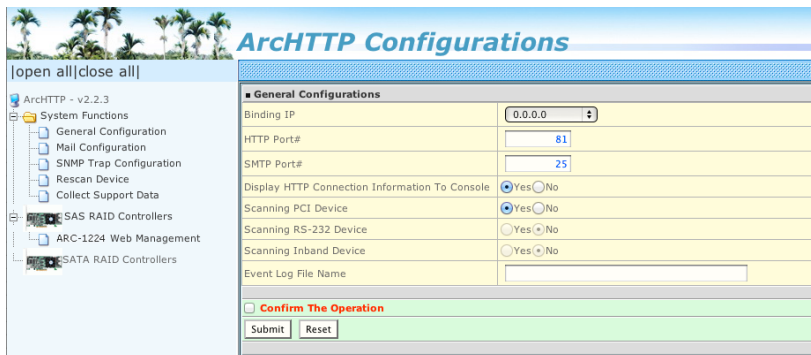 ArcHTTP Configurations
|open all|close all|
ArcHTTP - v2.2.3
System Functions
General Configuration
Mail Configuration
SNMP Trap Configuration
Rescan Device
Collect Support Data
SAS RAID Controllers
ARC-1224 Web Management
SATA RAID Controllers
General Configurations
Binding IP 0.0.0.0
HTTP Port# 81
SMTP Port# 25
Display HTTP Connection Information To Console Yes No
Scanning PCI Device Yes No
Scanning RS-232 Device Yes No
Scanning Inband Device Yes No
Event Log File Name
Confirm The Operation
Submit Reset